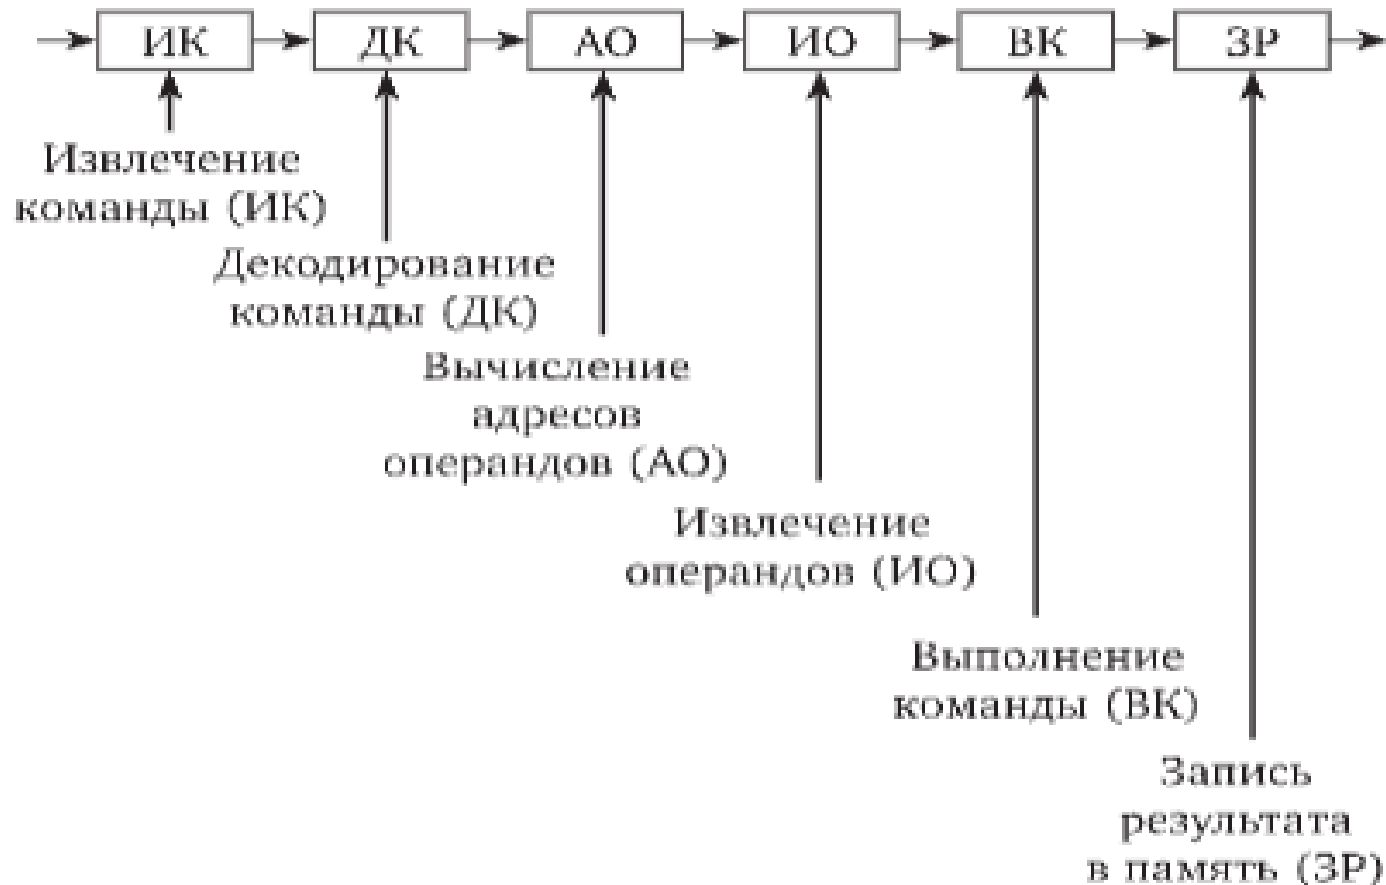 ИК ДК АО ИО ВК ЗР
Извлечение
команды (ИК)
Декодирование
команды (ДК)
Вычисление
адресов
операндов (АО)
Извлечение
операндов (ИО)
Выполнение
команды (ВК)
Запись
результата
в память (ЗР)